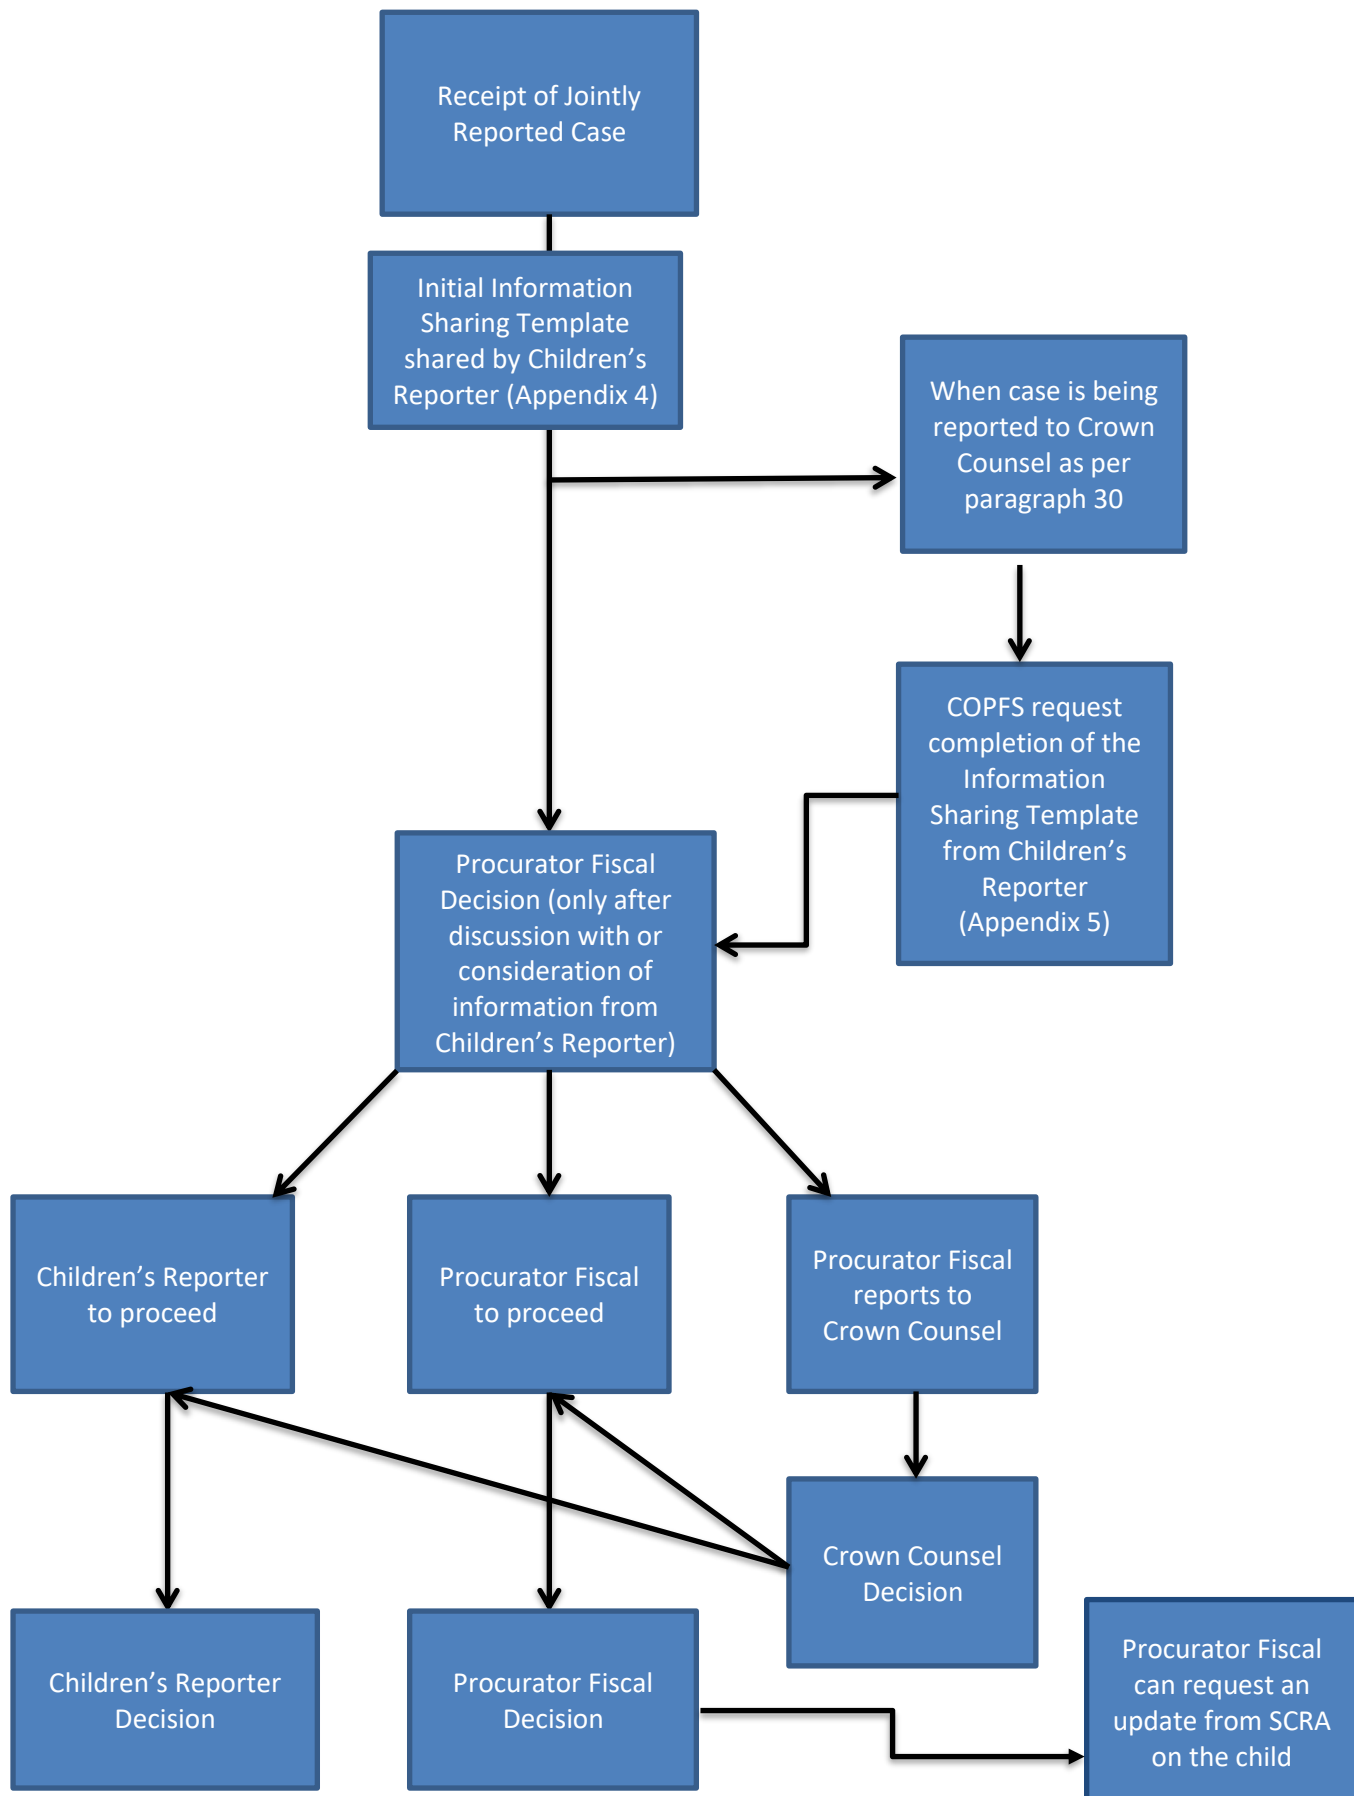 Receipt of Jointly
Reported Case
Initial Information
Sharing Template
shared by Children’s
Reporter (Appendix 4)
When case is being
reported to Crown
Counsel as per
paragraph 30
COPFS request
completion of the
Information
Sharing Template
from Children’s
Reporter
(Appendix 5)
Procurator Fiscal
Decision (only after
discussion with or
consideration of
information from
Children’s Reporter)
Children’s Reporter
to proceed
Procurator Fiscal
to proceed
Procurator Fiscal
reports to
Crown Counsel
Crown Counsel
Decision
Children’s Reporter
Decision
Procurator Fiscal
Decision
Procurator Fiscal
can request an
update from SCRA
on the child